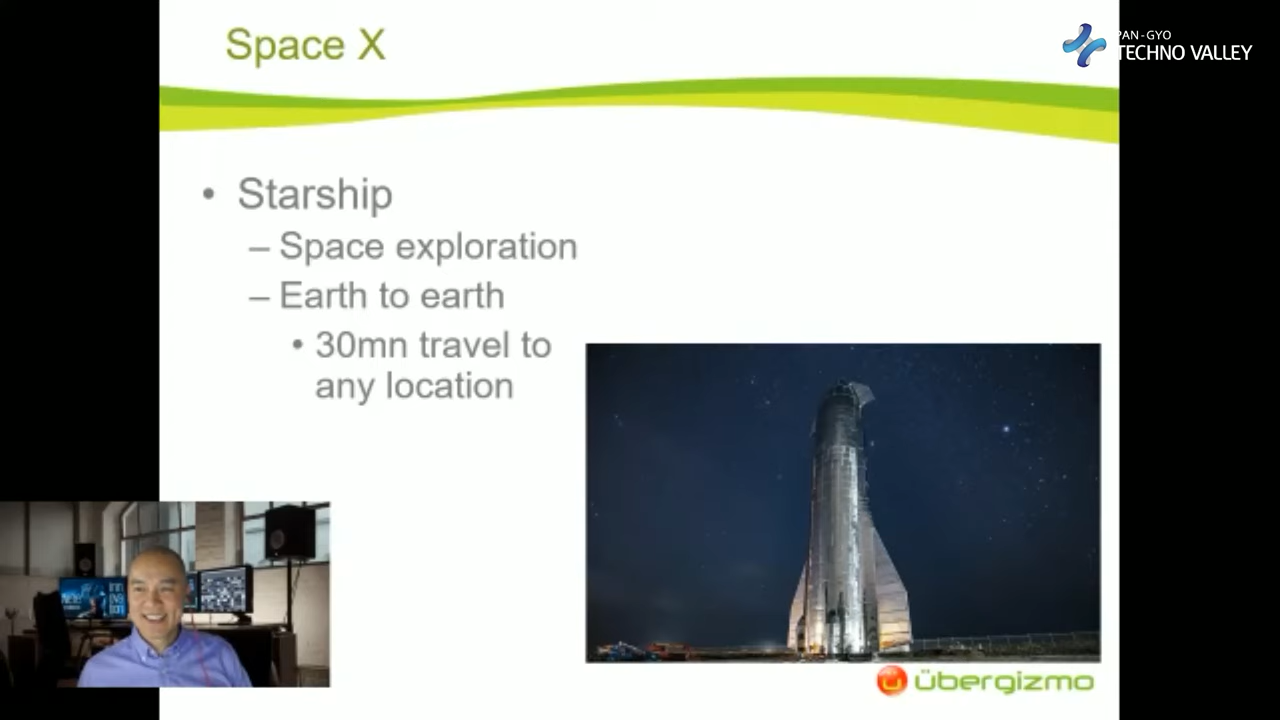 Space X
PAN-GYO
TECHNO VALLEY
• Starship
– Space exploration
– Earth to earth
• 30mn travel to
any location
übergizmo